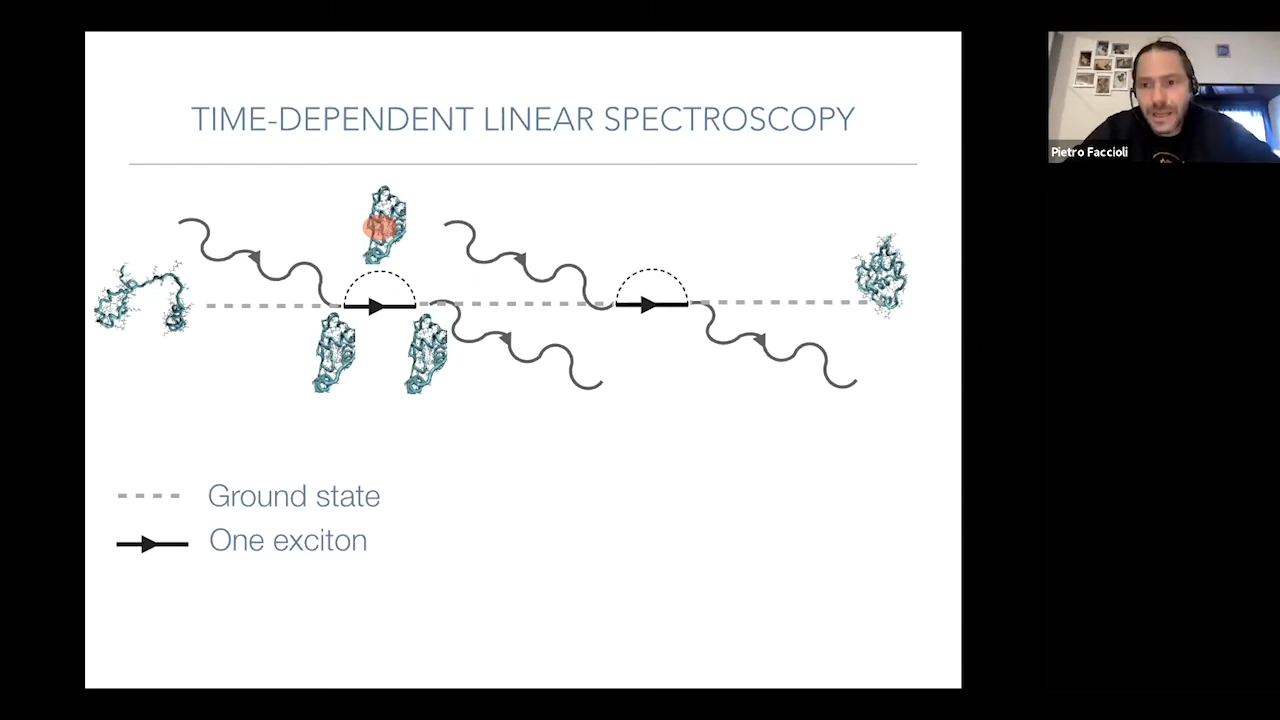 TIME-DEPENDENT LINEAR SPECTROSCOPY
Pietro Faccioli
Ground state
One exciton